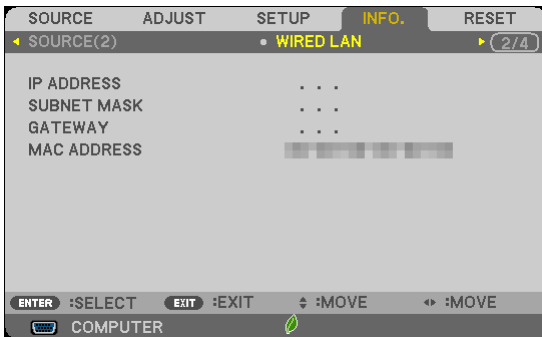 SOURCE ADJUST SETUP INFO. RESET
SOURCE(2) • WIRED LAN 2/4
IP ADDRESS . . .
SUBNET MASK . . .
GATEWAY . . .
MAC ADDRESS
ENTER :SELECT EXIT :EXIT :MOVE :MOVE
COMPUTER